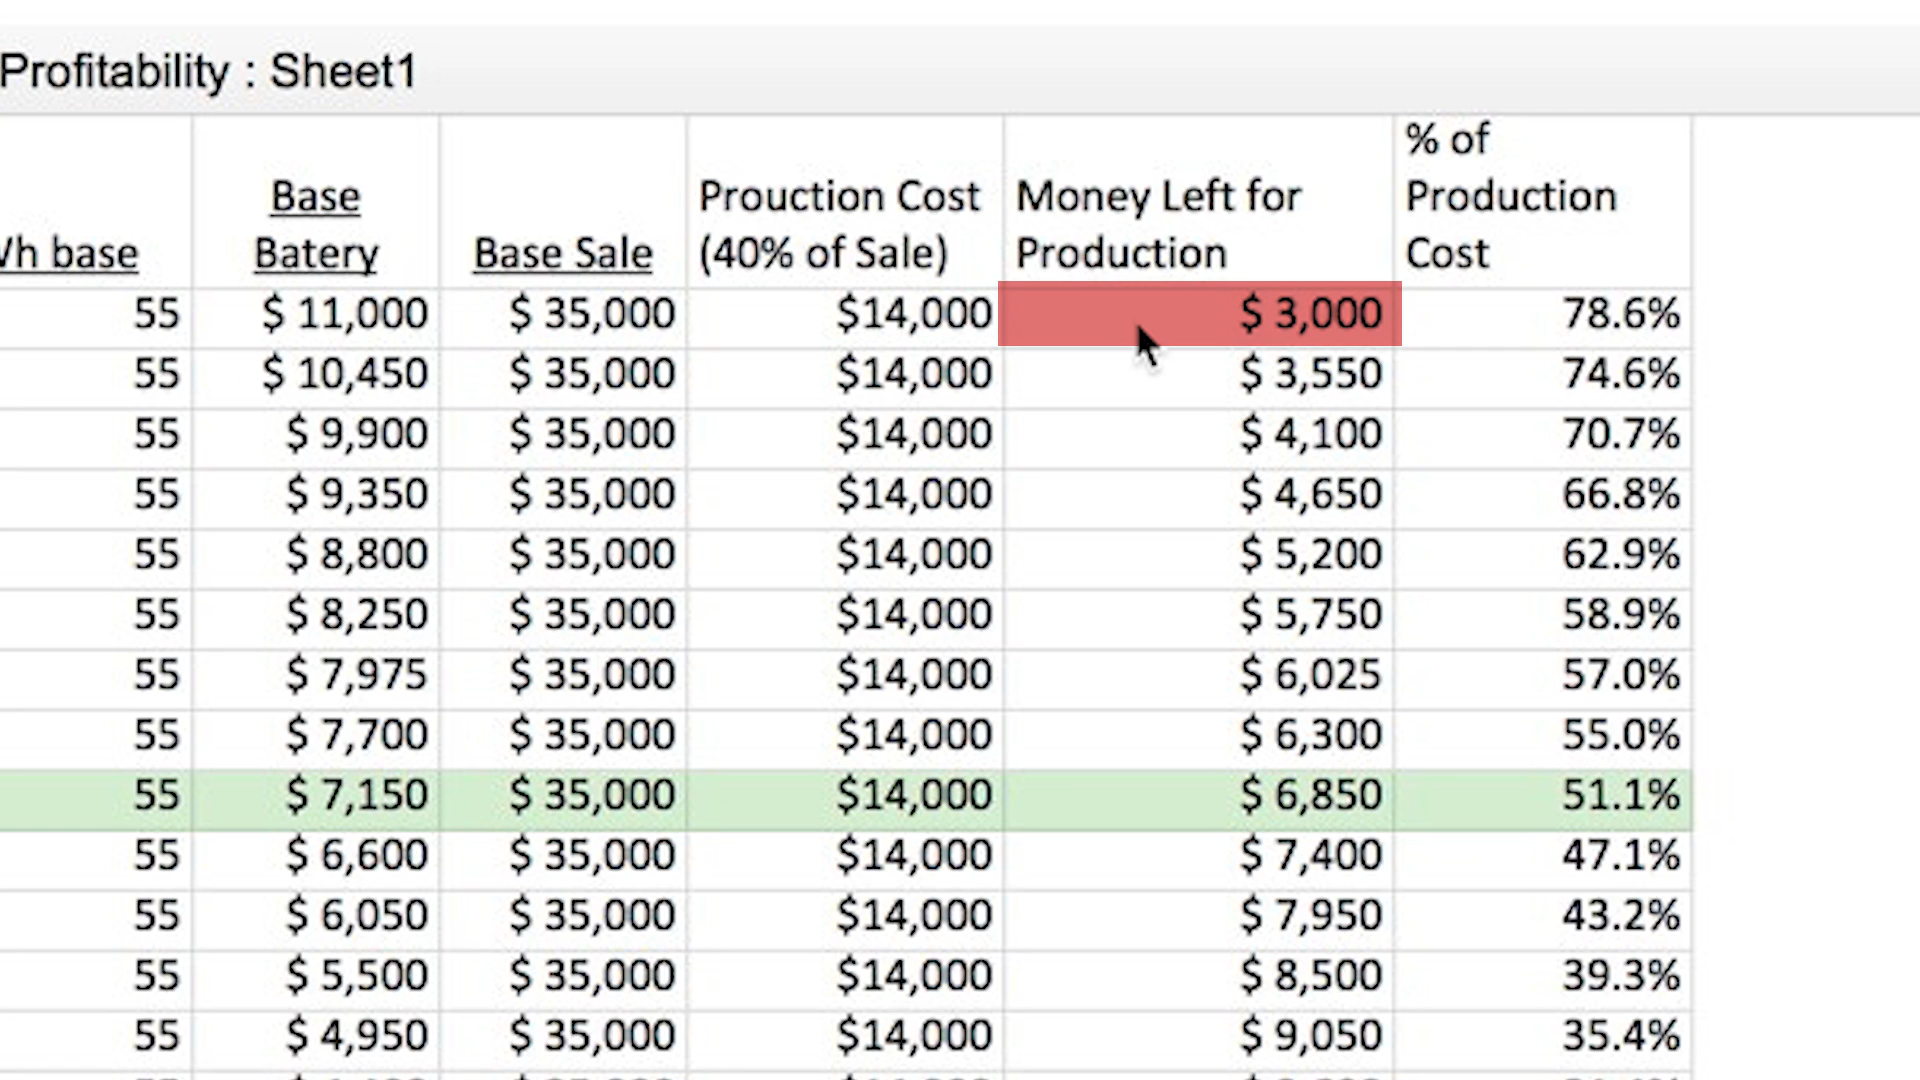 Profitability : Sheet1
Wh base Base Batery Base Sale Prouction Cost (40% of Sale) Money Left for Production % of Production Cost
55 $ 11,000 $ 35,000 $14,000 $ 3,000 78.6%
55 $ 10,450 $ 35,000 $14,000 $ 3,550 74.6%
55 $ 9,900 $ 35,000 $14,000 $ 4,100 70.7%
55 $ 9,350 $ 35,000 $14,000 $ 4,650 66.8%
55 $ 8,800 $ 35,000 $14,000 $ 5,200 62.9%
55 $ 8,250 $ 35,000 $14,000 $ 5,750 58.9%
55 $ 7,975 $ 35,000 $14,000 $ 6,025 57.0%
55 $ 7,700 $ 35,000 $14,000 $ 6,300 55.0%
55 $ 7,150 $ 35,000 $14,000 $ 6,850 51.1%
55 $ 6,600 $ 35,000 $14,000 $ 7,400 47.1%
55 $ 6,050 $ 35,000 $14,000 $ 7,950 43.2%
55 $ 5,500 $ 35,000 $14,000 $ 8,500 39.3%
55 $ 4,950 $ 35,000 $14,000 $ 9,050 35.4%